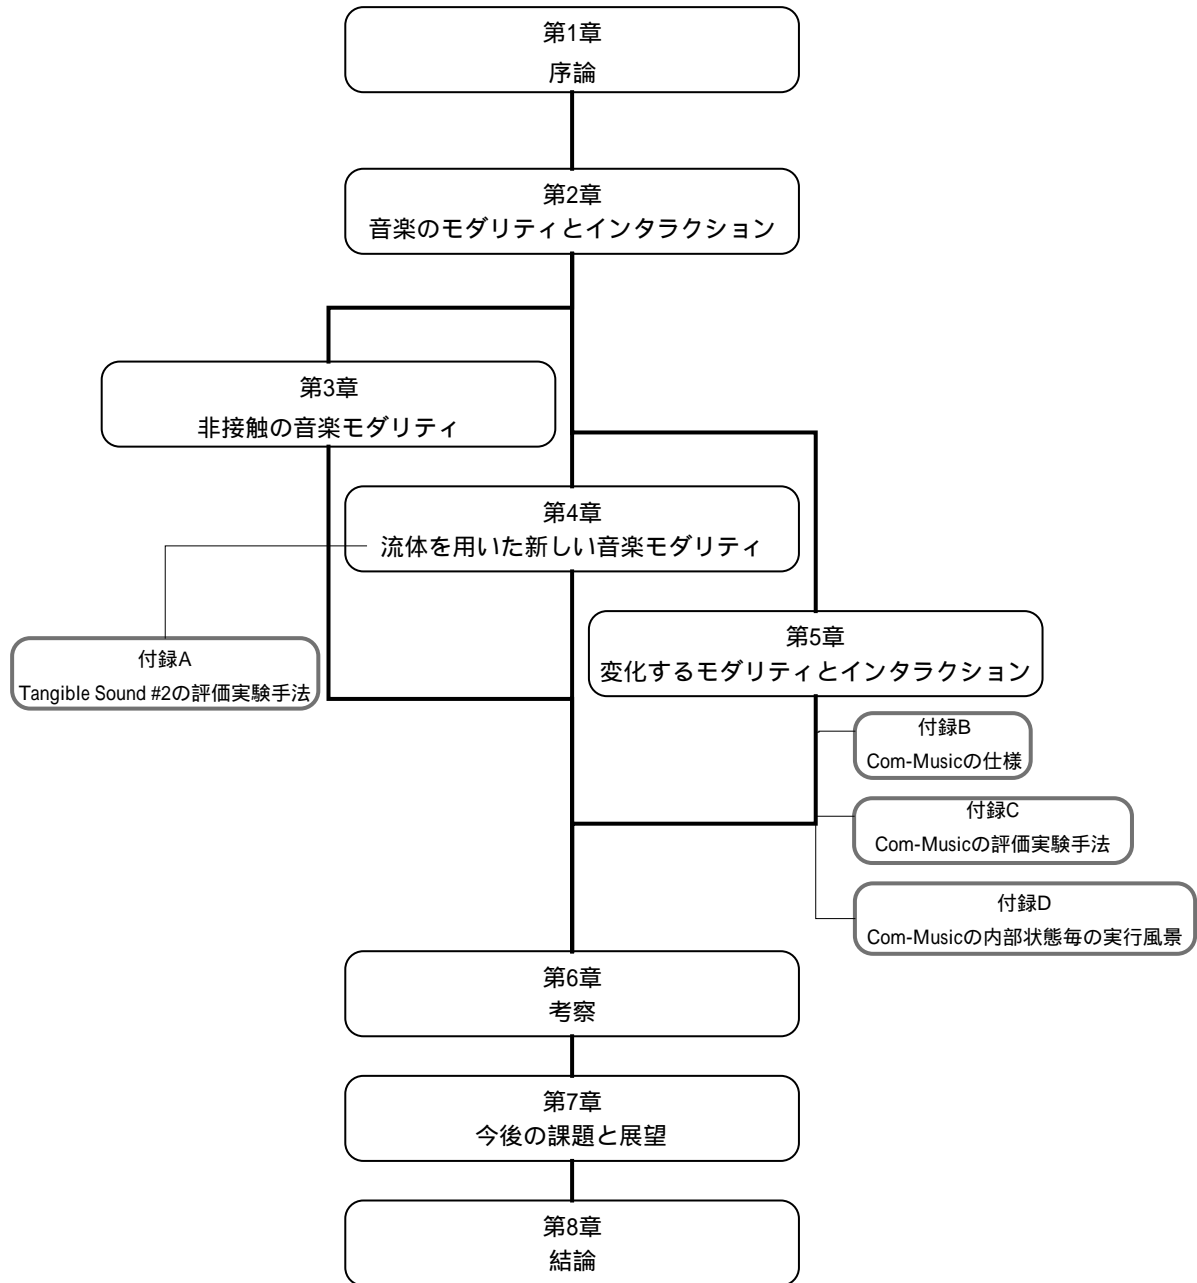 第1章
序論
第2章
音楽のモダリティとインタラクション
第3章
非接触の音楽モダリティ
第4章
流体を用いた新しい音楽モダリティ
第5章
変化するモダリティとインタラクション
付録A
Tangible Sound #2の評価実験手法
付録B
Com-Musicの仕様
付録C
Com-Musicの評価実験手法
付録D
Com-Musicの内部状態毎の実行風景
第6章
考察
第7章
今後の課題と展望
第8章
結論